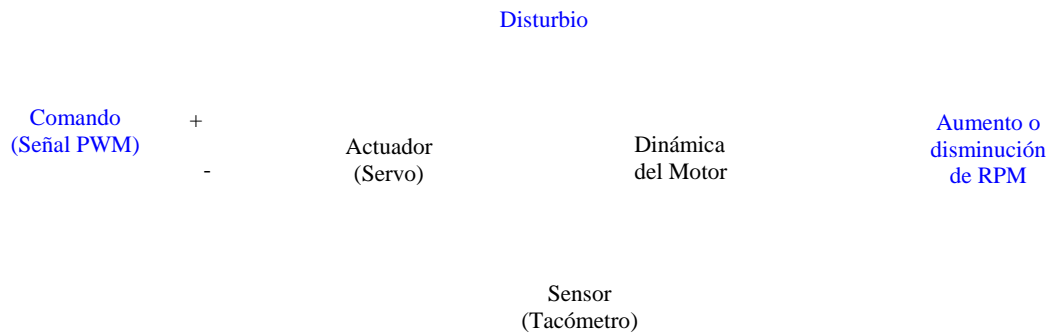 Disturbio
Comando
(Señal PWM)
+
-
Actuador
(Servo)
Dinámica
del Motor
Aumento o
disminución
de RPM
Sensor
(Tacómetro)